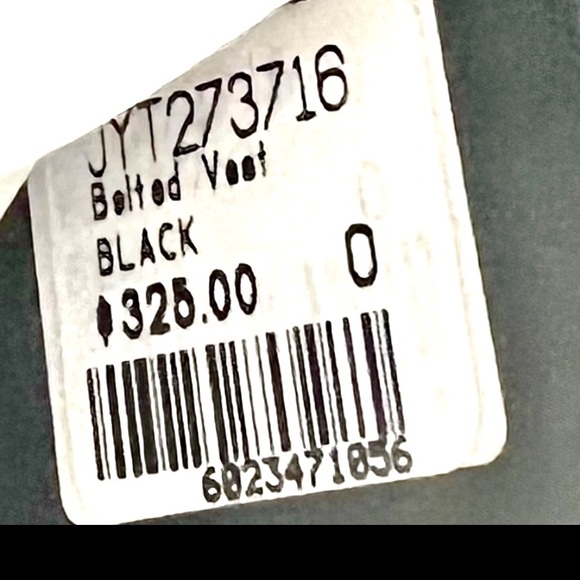 JYT273716
Belted Vest
BLACK
$325.00 0
6023471056